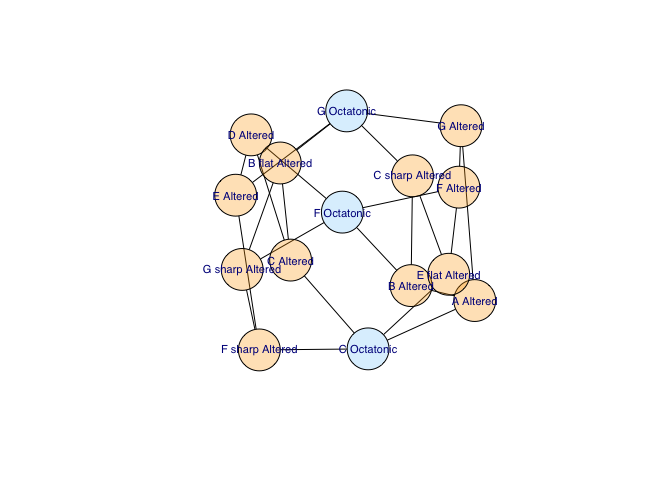 G Octatonic
G Altered
D Altered
B flat Altered
C sharp Altered
F Altered
E Altered
F Octatonic
C Altered
G sharp Altered
E flat Altered
B Altered
A Altered
C Octatonic
F sharp Altered